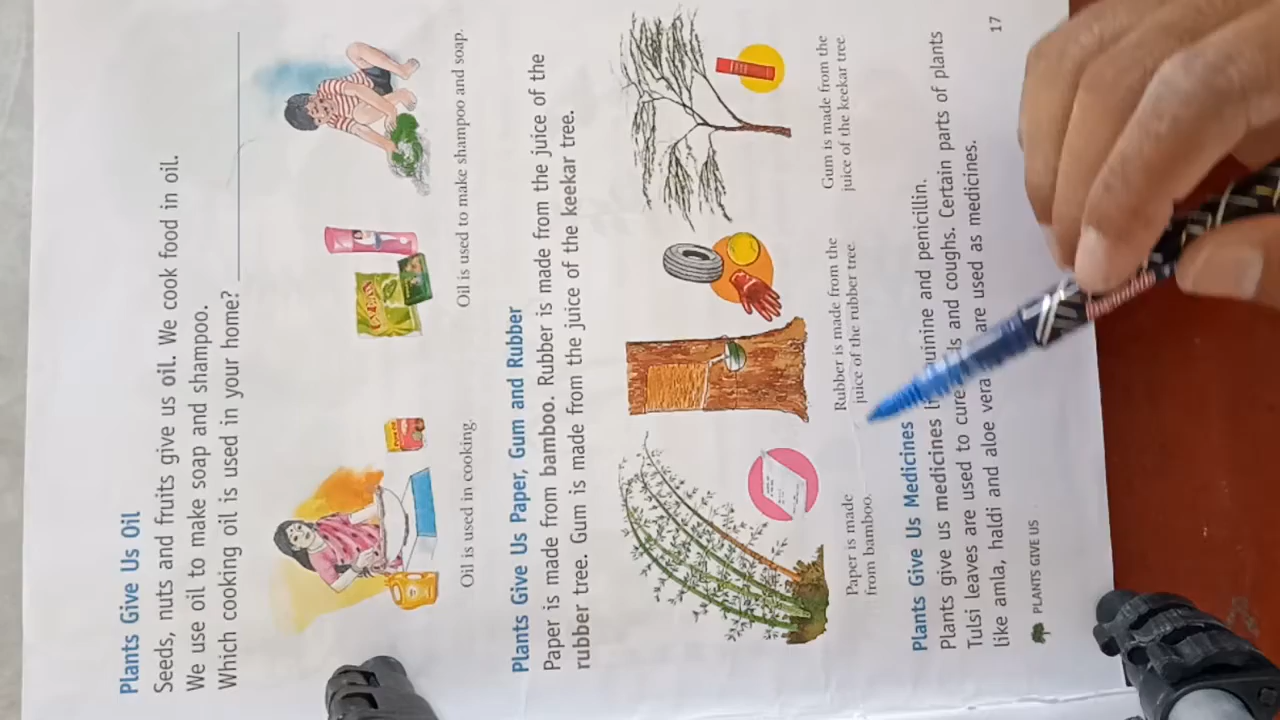 Plants Give Us Oil
Seeds, nuts and fruits give us oil. We cook food in oil.
We use oil to make soap and shampoo.
Which cooking oil is used in your home?
Oil is used in cooking.
Oil is used to make shampoo and soap.
Plants Give Us Paper, Gum and Rubber
Paper is made from bamboo. Rubber is made from the juice of the
rubber tree. Gum is made from the juice of the keekar tree.
Paper is made
from bamboo.
Rubber is made from the
juice of the rubber tree.
Gum is made from the
juice of the keekar tree.
Plants Give Us Medicines
Plants give us medicines and penicillin.
Tulsi leaves are used to cure and coughs. Certain parts of plants
like amla, haldi and aloe vera are used as medicines.
PLANTS GIVE US
17